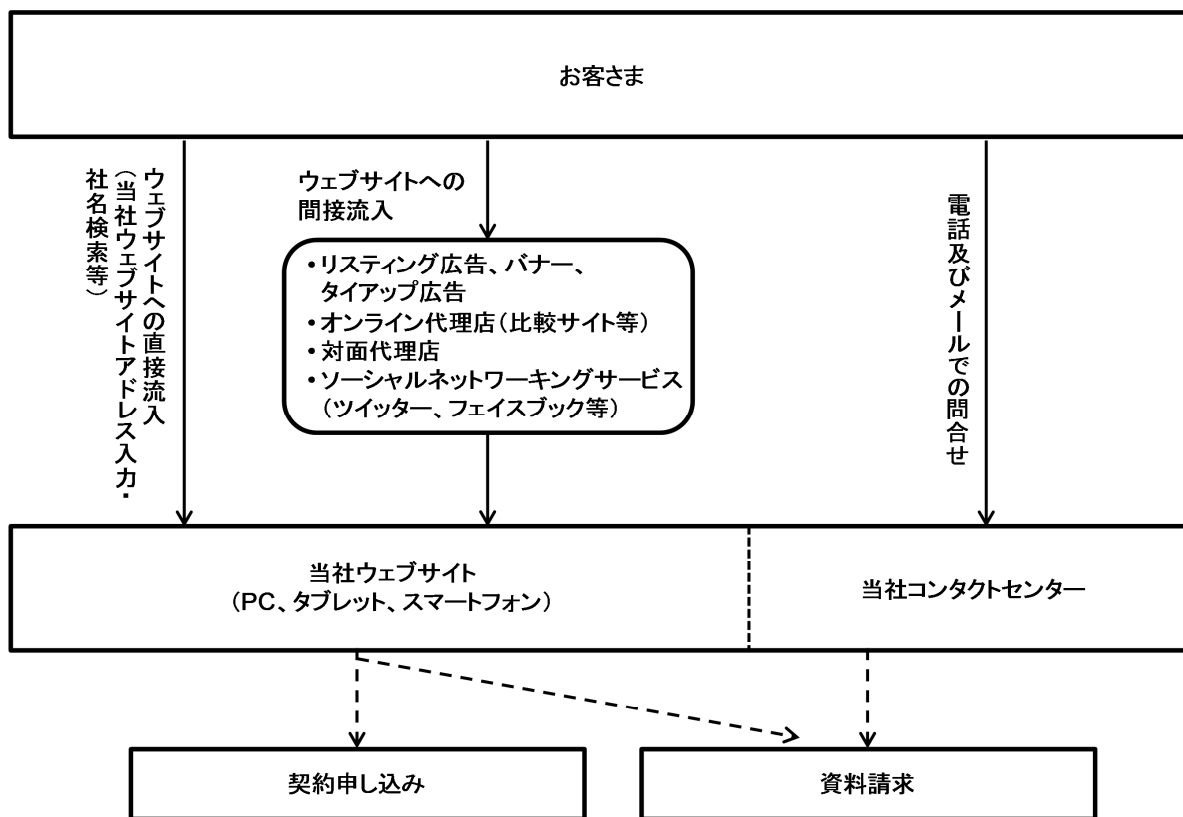 お客さま
ウェブサイトへの直接流入
（当社ウェブサイトアドレス入力・
社名検索等）
ウェブサイトへの
間接流入
・リスティング広告、バナー、
タイアップ広告
・オンライン代理店（比較サイト等）
・対面代理店
・ソーシャルネットワーキングサービス
（ツイッター、フェイスブック等）
電話及びメールでの問合せ
当社ウェブサイト
（PC、タブレット、スマートフォン）
当社コンタクトセンター
契約申し込み
資料請求